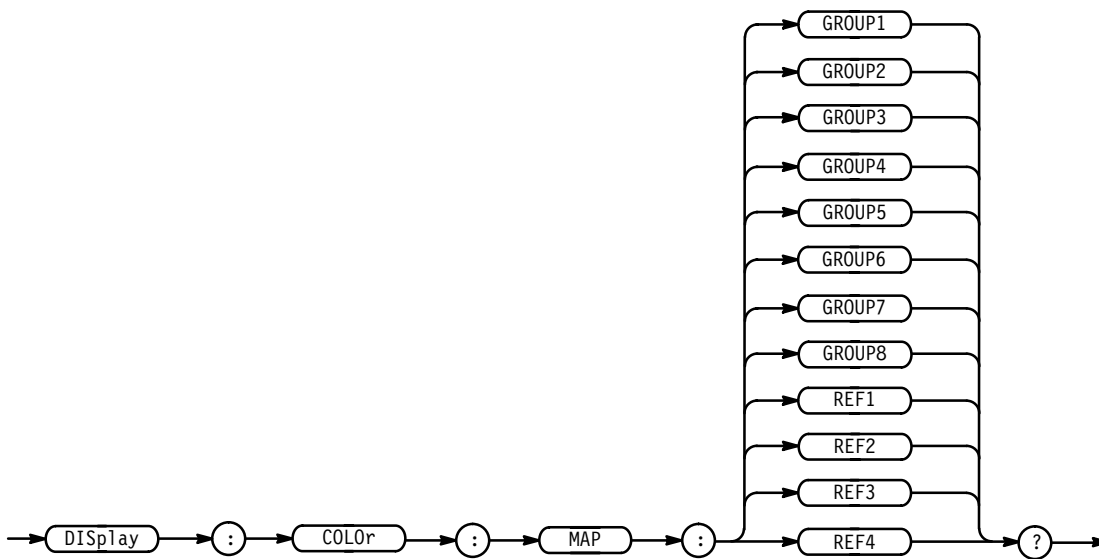 GROUP1
GROUP2
GROUP3
GROUP4
GROUP5
GROUP6
GROUP7
GROUP8
REF1
REF2
REF3
DISplay : COLOr : MAP : REF4 ?